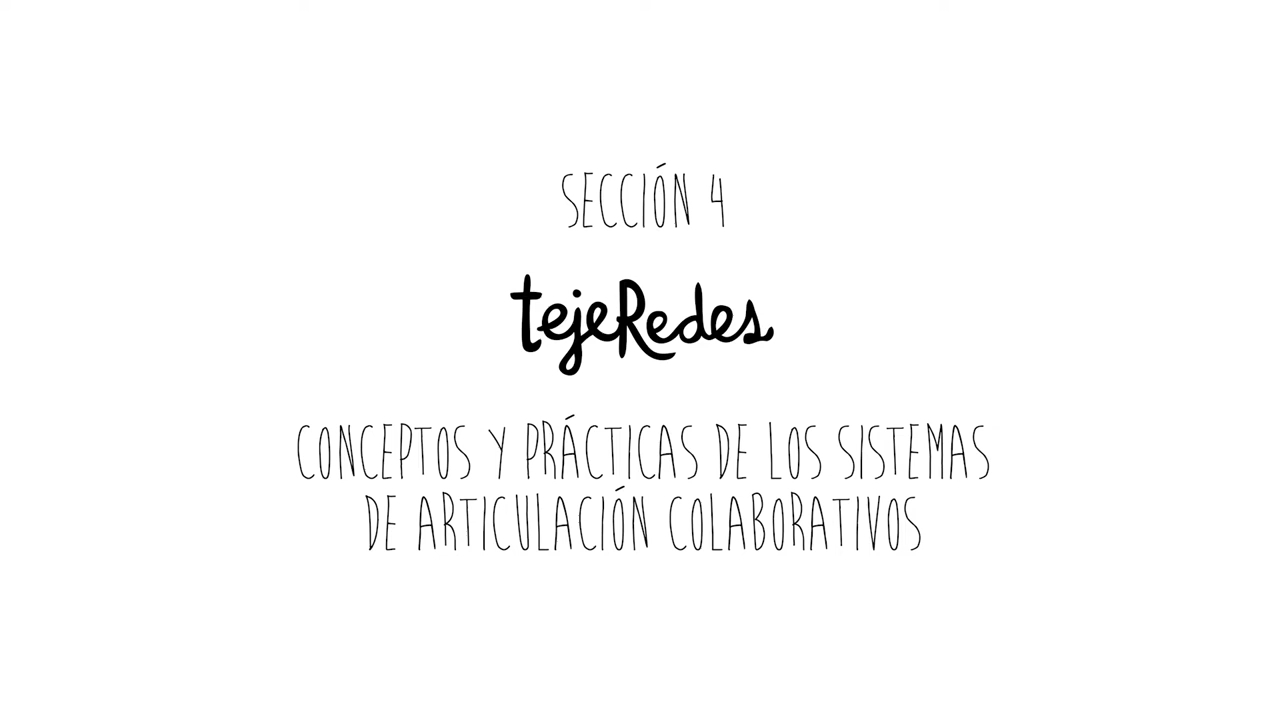 SECCIÓN 4
tejeRedes
CONCEPTOS Y PRÁCTICAS DE LOS SISTEMAS
DE ARTICULACIÓN COLABORATIVOS